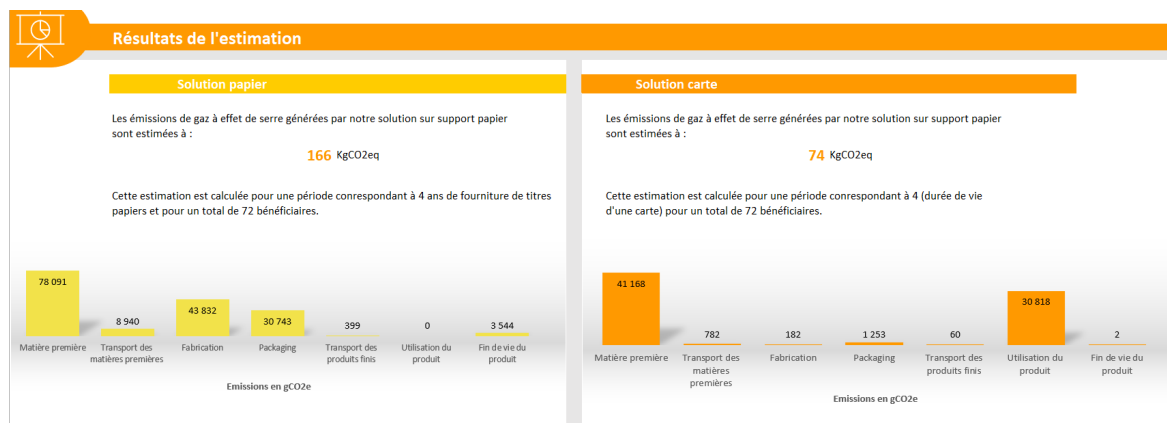 Résultats de l'estimation
Solution papier
Les émissions de gaz à effet de serre générées par notre solution sur support papier
sont estimées à :
166 KgCO2eq
Cette estimation est calculée pour une période correspondant à 4 ans de fourniture de titres
papiers et pour un total de 72 bénéficiaires.
78 091
8 940
43 832
30 743
399
0
3 544
Matière première
Transport des
matières premières
Fabrication
Packaging
Transport des
produits finis
Utilisation du
produit
Fin de vie du
produit
Emissions en gCO2e
Solution carte
Les émissions de gaz à effet de serre générées par notre solution sur support papier
sont estimées à :
74 KgCO2eq
Cette estimation est calculée pour une période correspondant à 4 (durée de vie
d'une carte) pour un total de 72 bénéficiaires.
41 168
782
182
1 253
60
30 818
2
Matière première
Transport des
matières
premières
Fabrication
Packaging
Transport des
produits finis
Utilisation du
produit
Fin de vie du
produit
Emissions en gCO2e